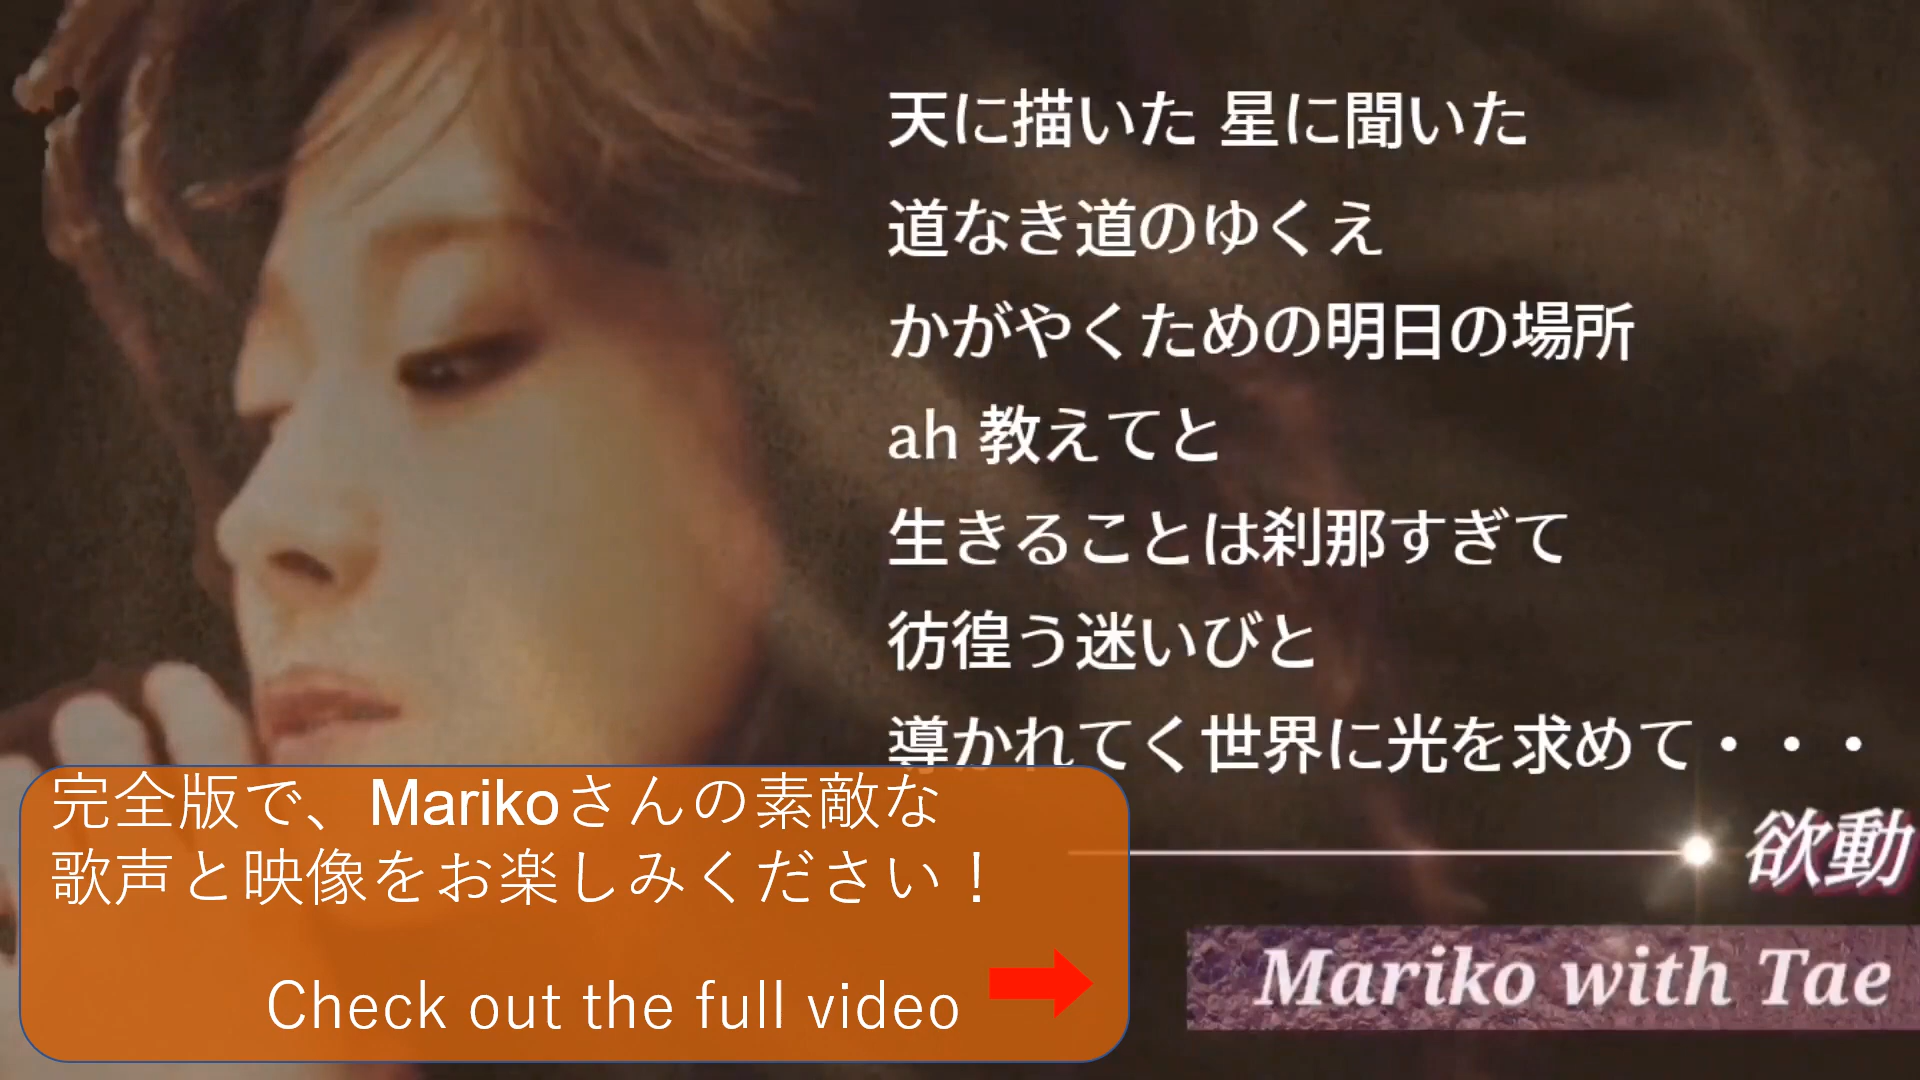 天に描いた 星に聞いた
道なき道のゆくえ
かがやくための明日の場所
ah 教えてと
生きることは刹那すぎて
彷徨う迷いびと
導かれてく世界に光を求めて・・・
欲動
Mariko with Tae
完全版で、Marikoさんの素敵な
歌声と映像をお楽しみください！
Check out the full video